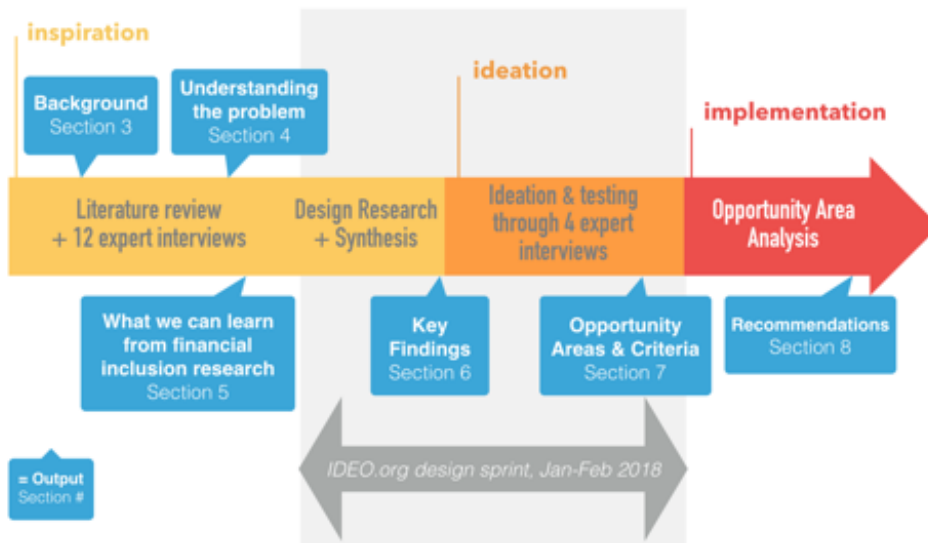 inspiration
Background
Section 3
Understanding
the problem
Section 4
ideation
implementation
Literature review
+ 12 expert interviews
Design Research
+ Synthesis
Ideation & testing
through 4 expert
interviews
Opportunity Area
Analysis
What we can learn
from financial
inclusion research
Section 5
Key
Findings
Section 6
Opportunity
Areas & Criteria
Section 7
Recommendations
Section 8
IDEO.org design sprint, Jan-Feb 2018
= Output
Section #